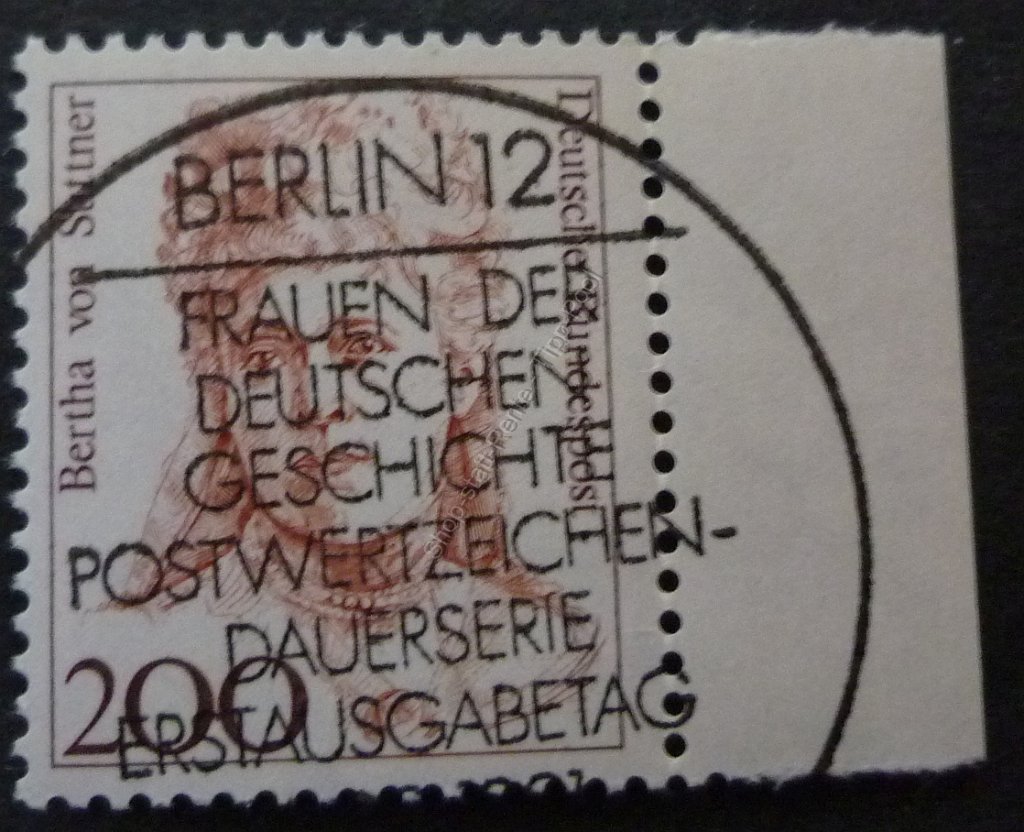 Bertha von Suttner
Deutsche Bundespost
BERLIN 12
FRAUEN DER
DEUTSCHEN
GESCHICHTE
POSTWERTZEICHEN-
DAUERSERIE
ERSTAUSGABETAG
200